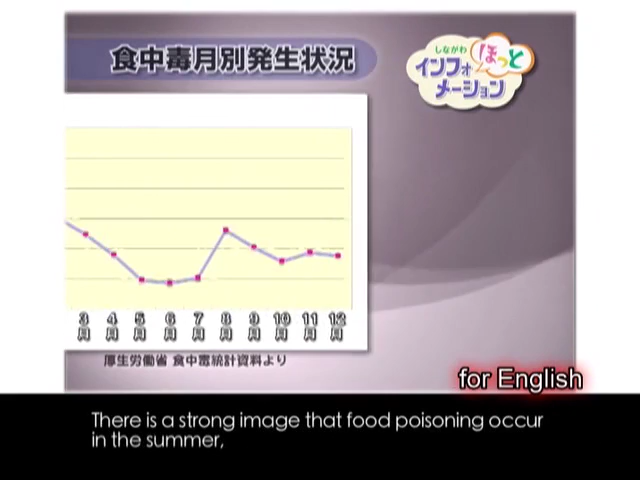 食中毒月別発生状況
しながわ
ほっと
インフォ
メーション
3月 4月 5月 6月 7月 8月 9月 10月 11月 12月
厚生労働省 食中毒統計資料より
for English
There is a strong image that food poisoning occur
in the summer,